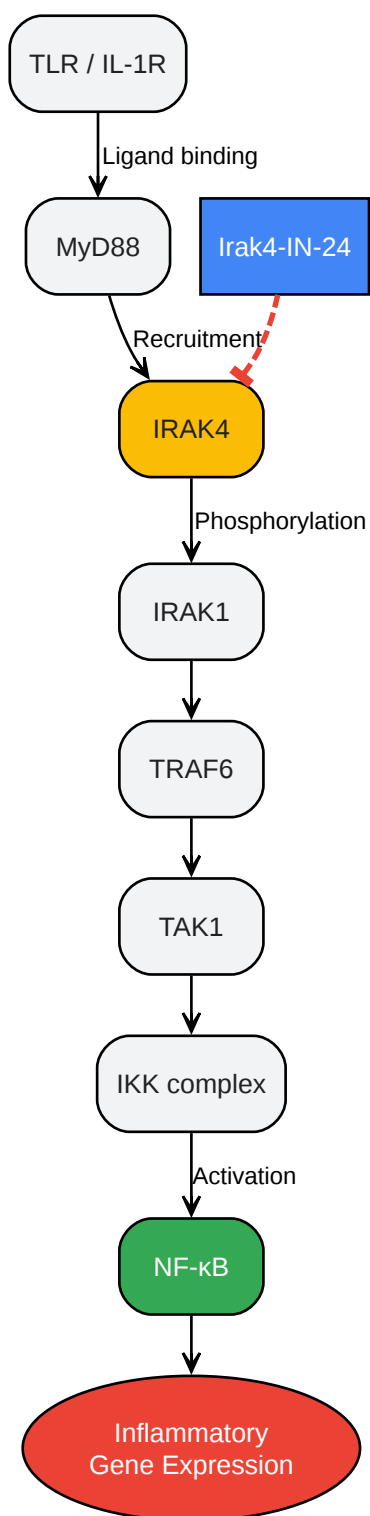 TLR / IL-1R
Ligand binding
MyD88
Irak4-IN-24
Recruitment
IRAK4
Phosphorylation
IRAK1
TRAF6
TAK1
IKK complex
Activation
NF-κB
Inflammatory
Gene Expression